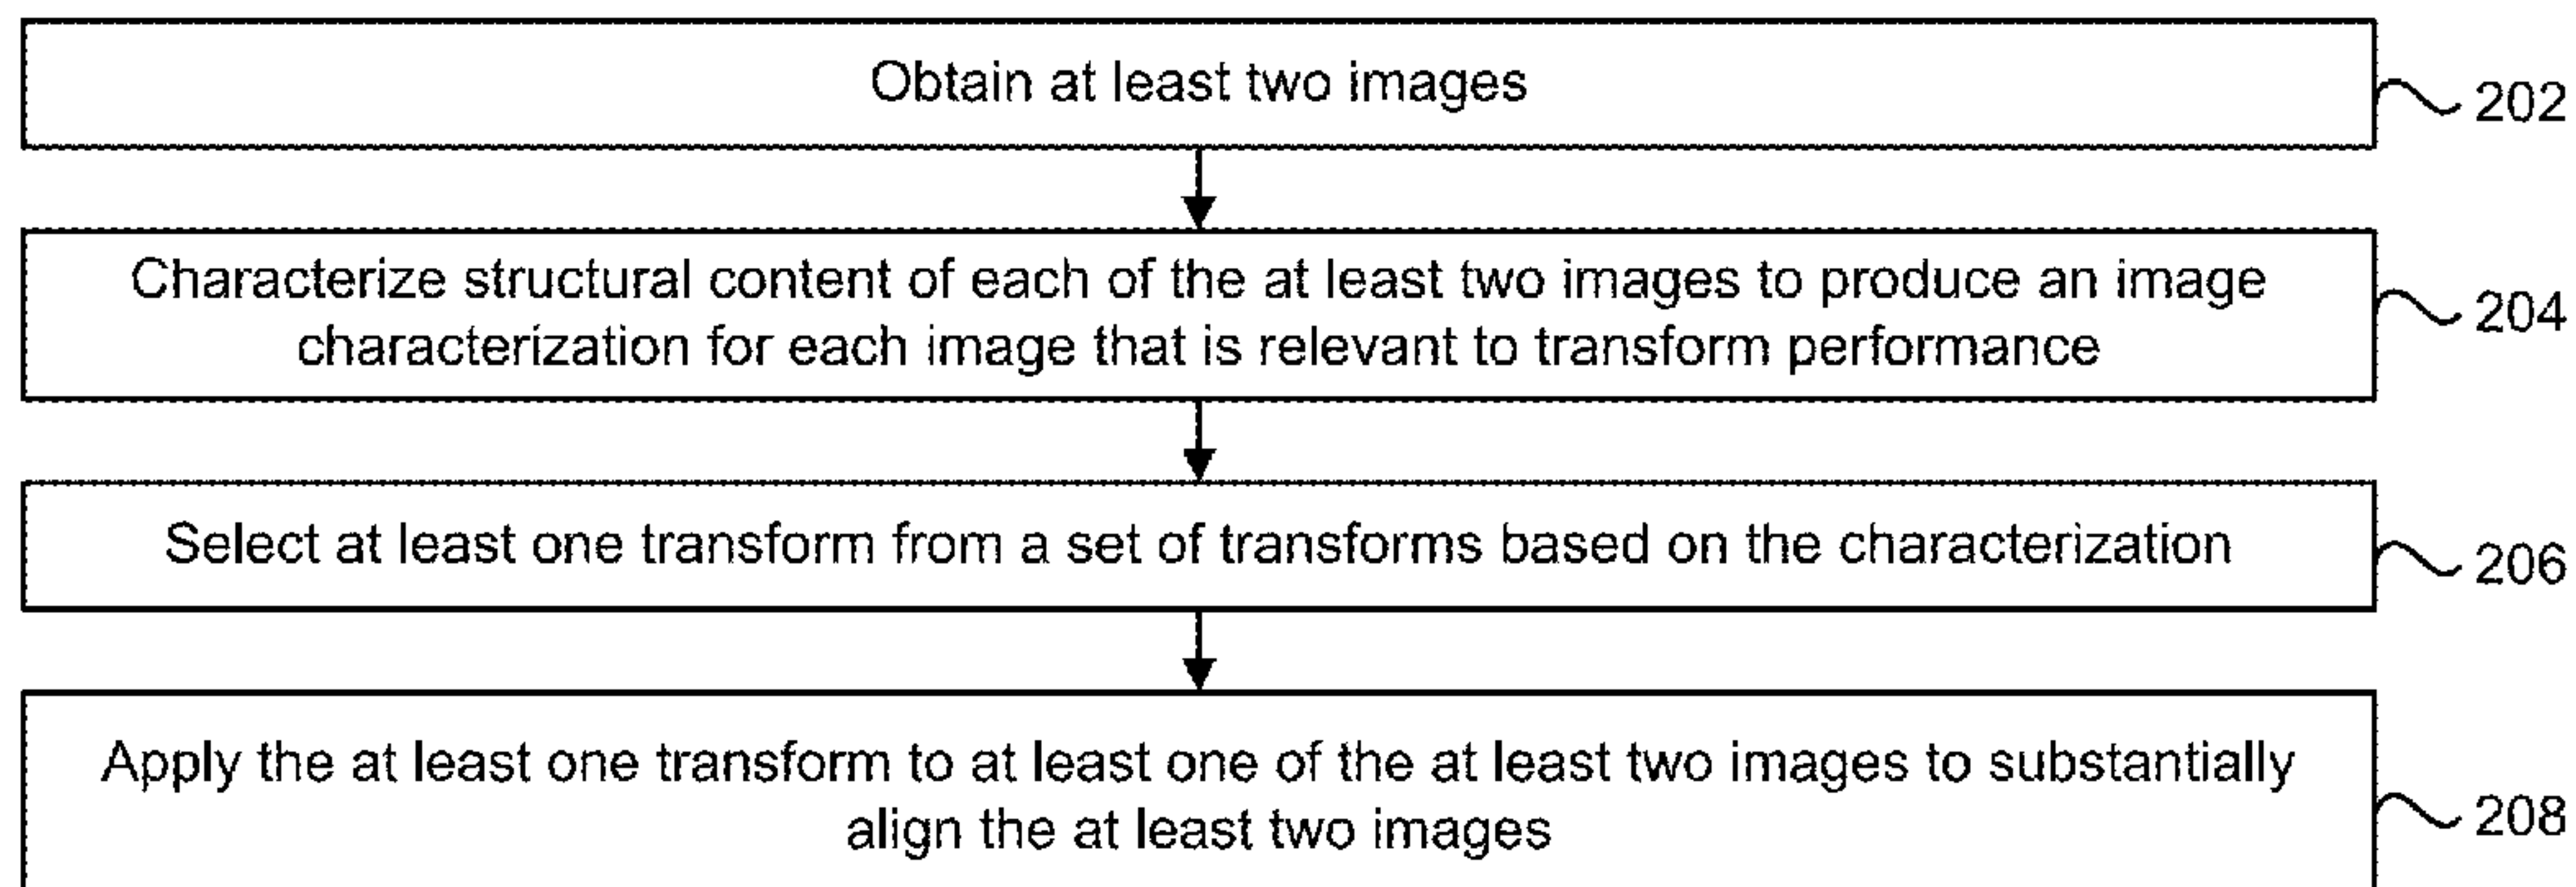 Obtain at least two images
202
Characterize structural content of each of the at least two images to produce an image
characterization for each image that is relevant to transform performance
204
Select at least one transform from a set of transforms based on the characterization
206
Apply the at least one transform to at least one of the at least two images to substantially
align the at least two images
208